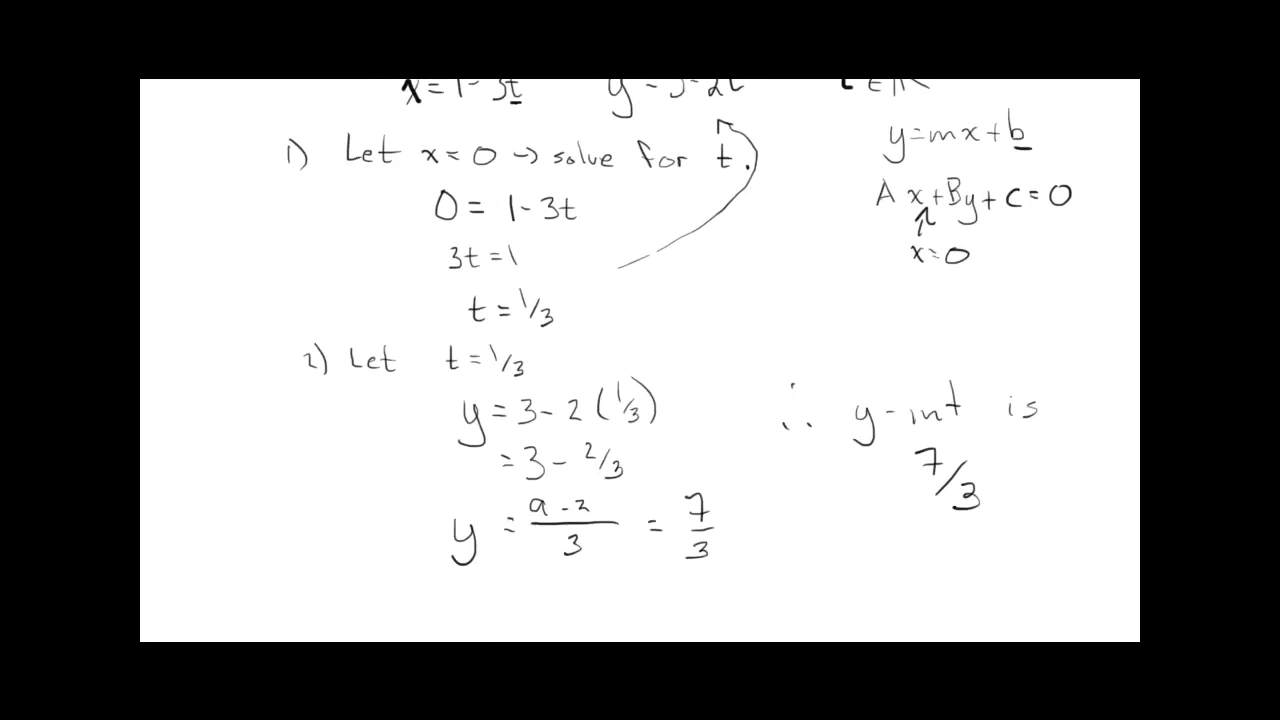 x = 1 - 3t y = 3 - 2t t ∈ ℝ
y = mx + b
1) Let x = 0 → solve for t.
Ax + By + C = 0
0 = 1 - 3t
x = 0
3t = 1
t = 1/3
2) Let t = 1/3
y = 3 - 2 (1/3)
∴ y-int is
7/3
= 3 - 2/3
y = 9 - 2 / 3 = 7/3